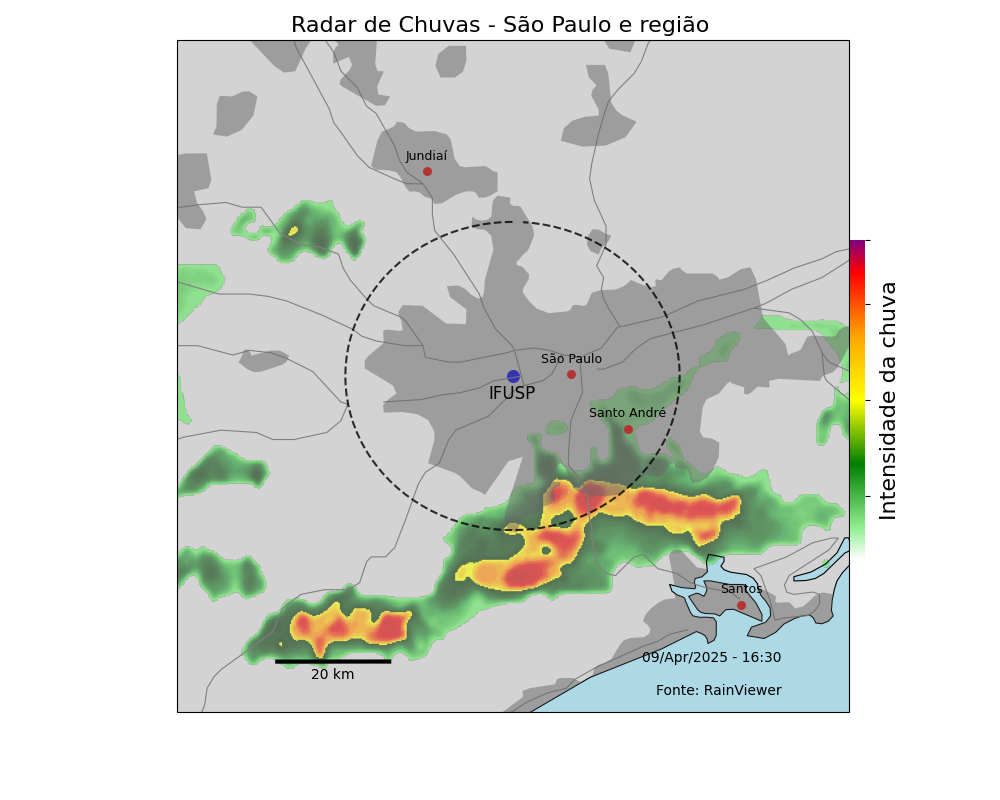 Radar de Chuvas - São Paulo e região
Jundiaí
São Paulo
IFUSP
Santo André
Intensidade da chuva
Santos
09/Apr/2025 - 16:30
20 km
Fonte: RainViewer